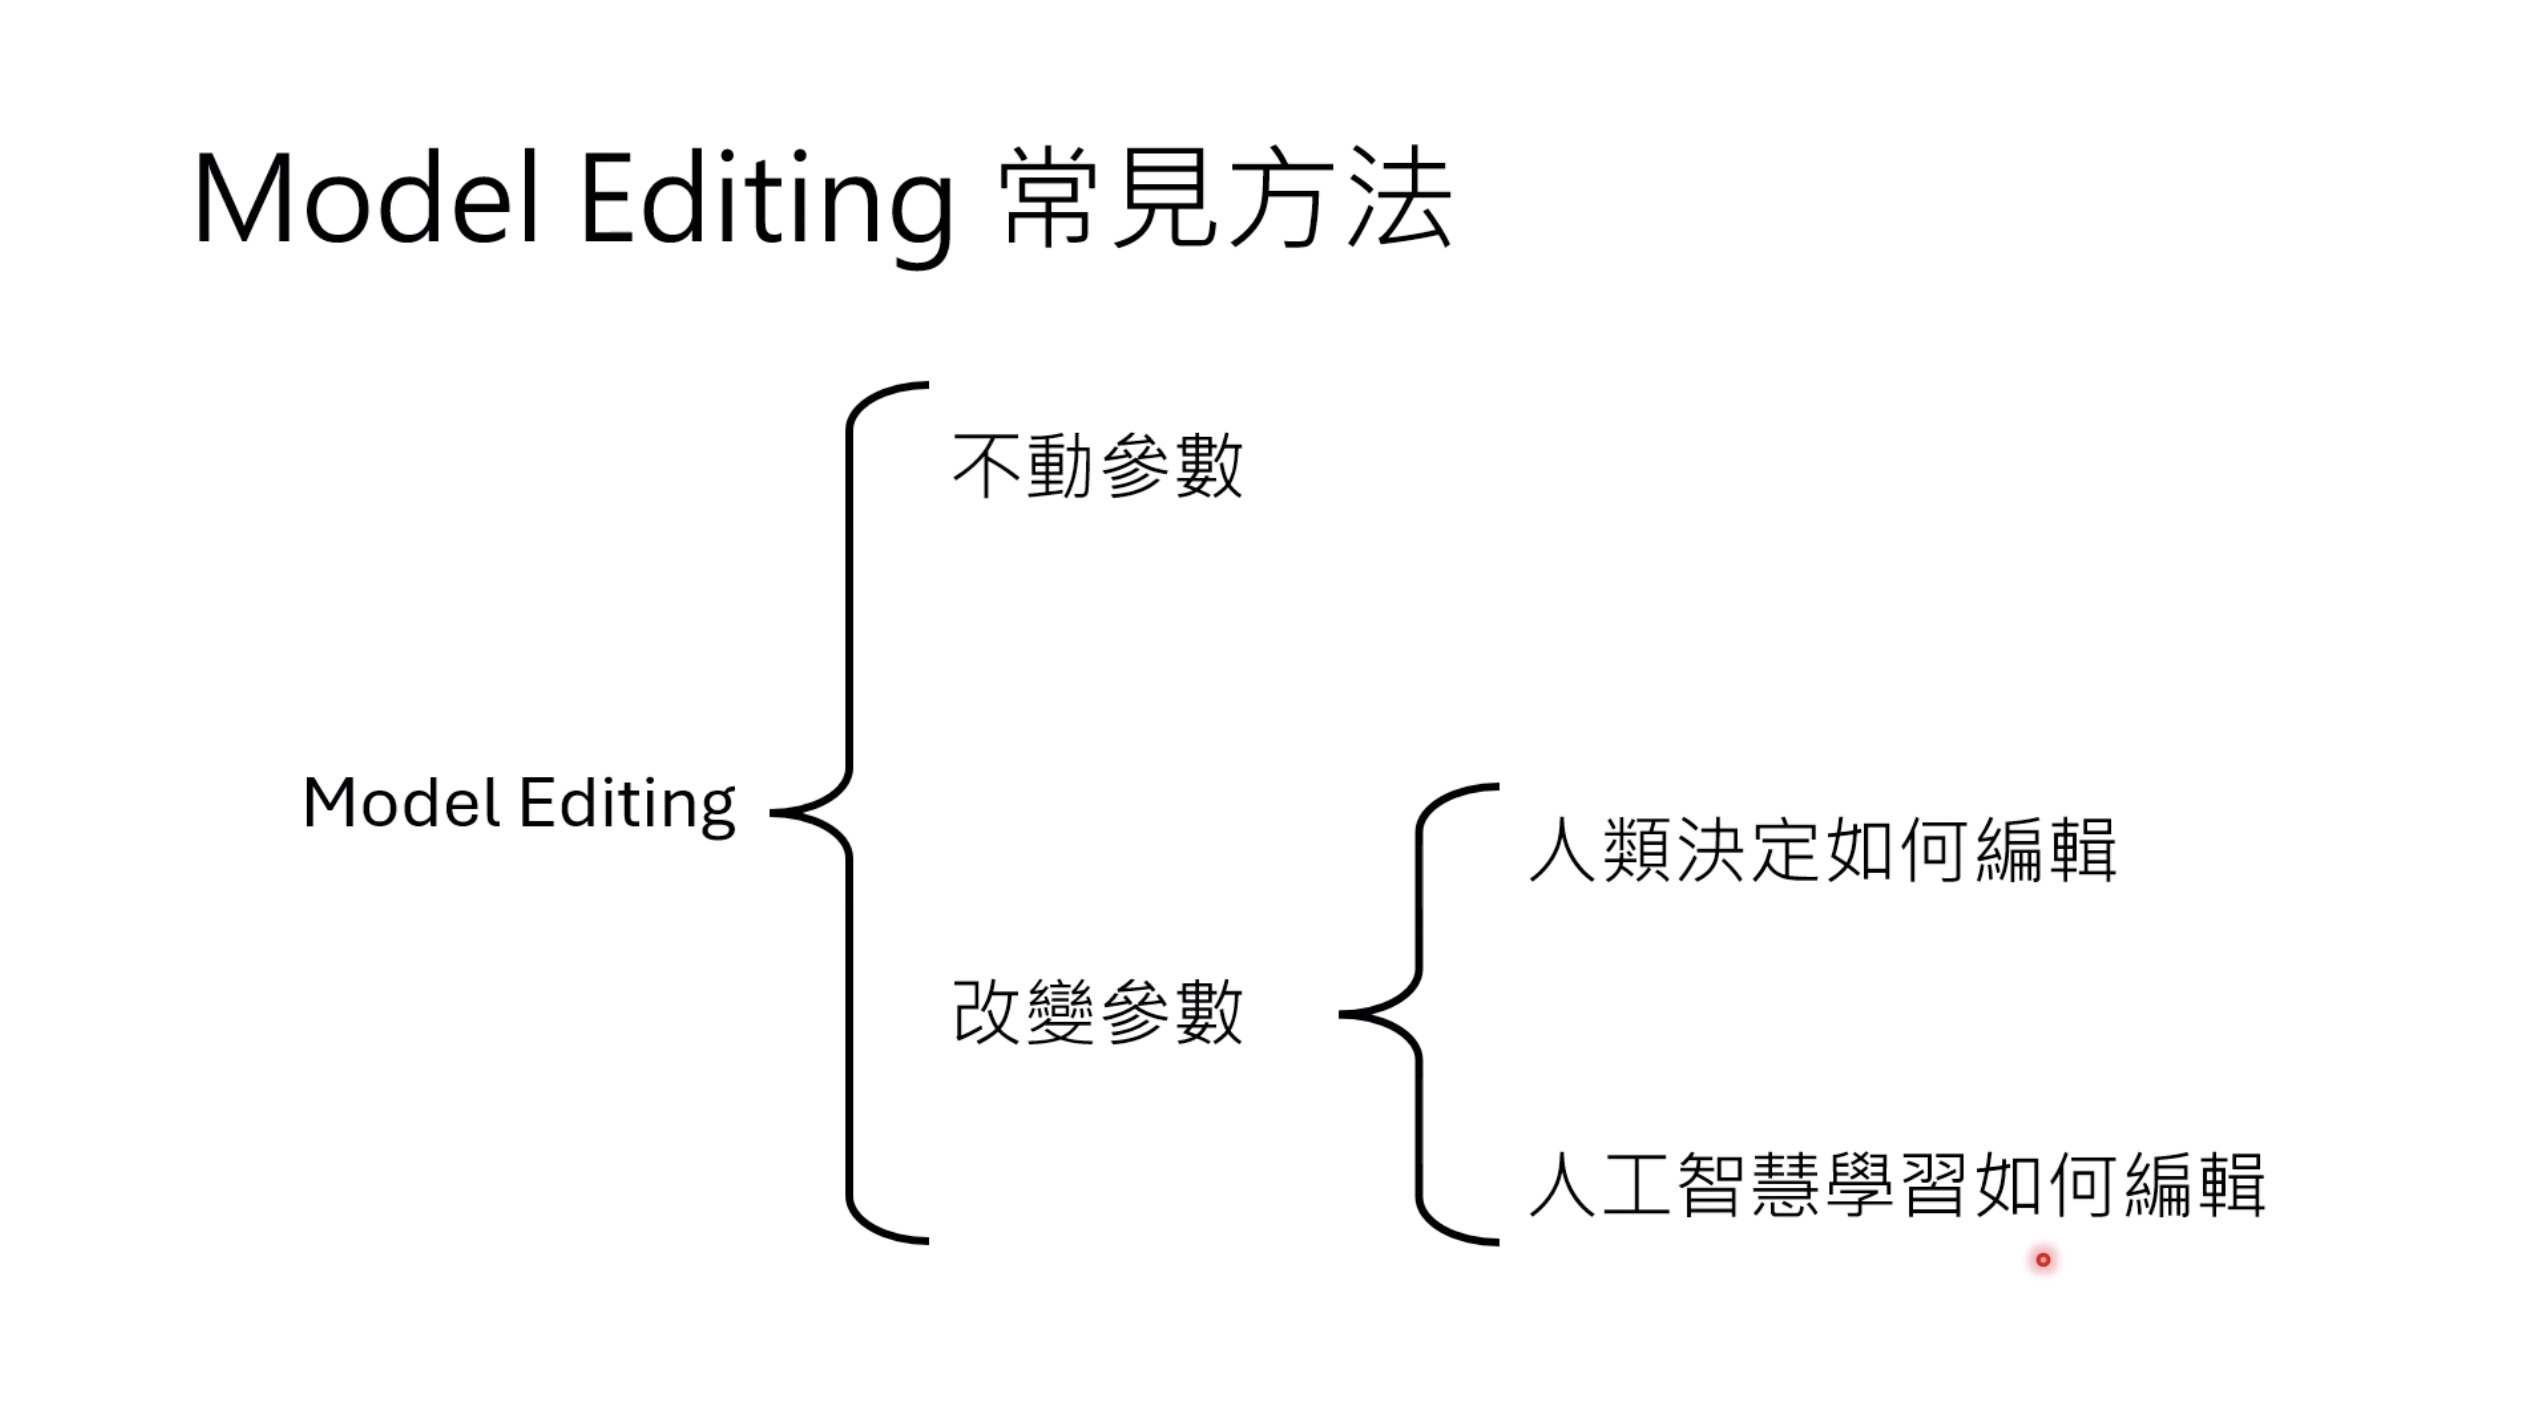 Model Editing 常見方法
不動參數
Model Editing
人類決定如何編輯
改變參數
人工智慧學習如何編輯